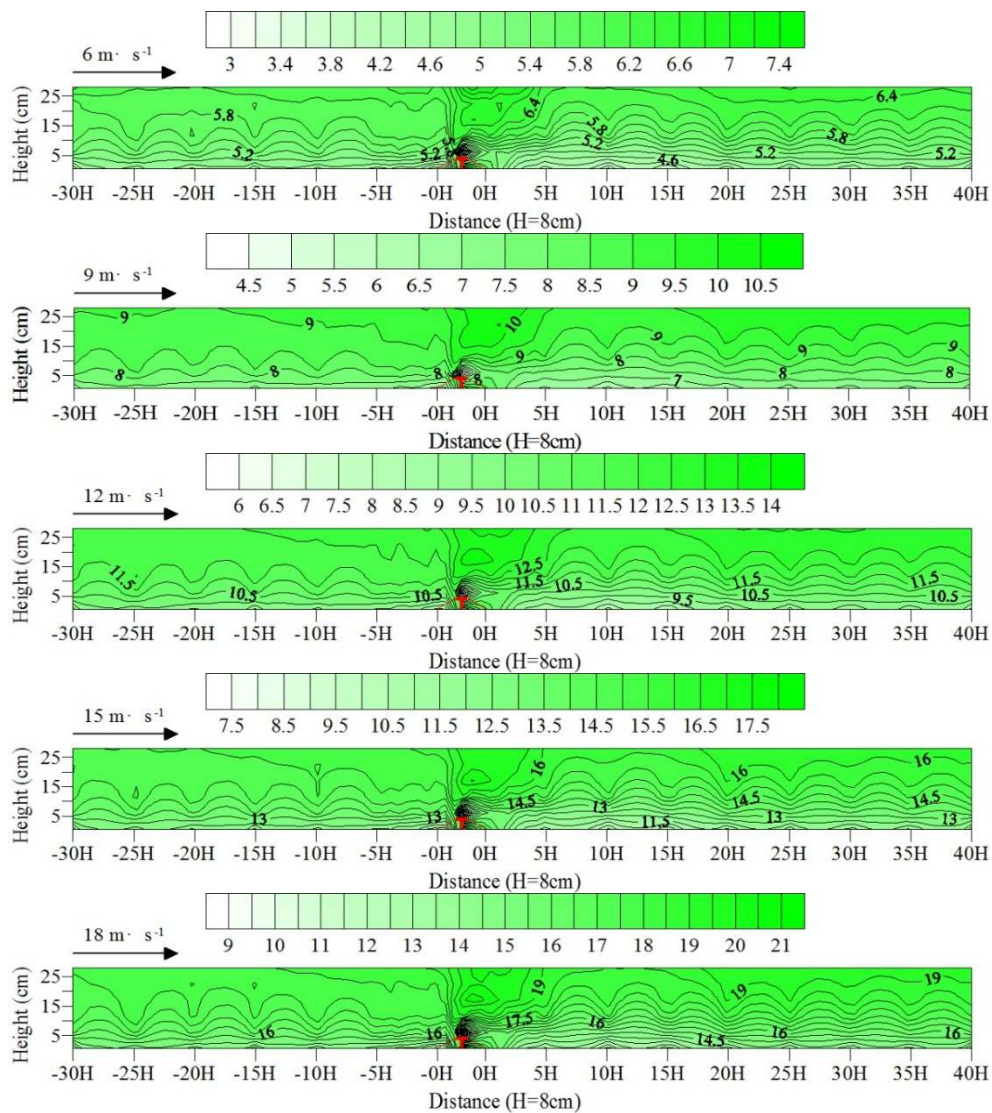 3 3.4 3.8 4.2 4.6 5 5.4 5.8 6.2 6.6 7 7.4
6 m· s⁻¹
Height (cm)
25
15
5
5.8 5.2 5.2 6.4 5.8 5.2 4.6 5.2 5.8 6.4 5.2
-30H -25H -20H -15H -10H -5H -0H 0H 5H 10H 15H 20H 25H 30H 35H 40H
Distance (H=8cm)
4.5 5 5.5 6 6.5 7 7.5 8 8.5 9 9.5 10 10.5
9 m· s⁻¹
Height (cm)
25
15
5
9 8 9 8 8 8 10 9 8 9 7 8 9 8 9 8
-30H -25H -20H -15H -10H -5H -0H 0H 5H 10H 15H 20H 25H 30H 35H 40H
Distance (H=8cm)
6 6.5 7 7.5 8 8.5 9 9.5 10 10.5 11 11.5 12 12.5 13 13.5 14
12 m· s⁻¹
Height (cm)
25
15
5
11.5 10.5 10.5 12.5 11.5 10.5 9.5 11.5 10.5 11.5 10.5
-30H -25H -20H -15H -10H -5H -0H 0H 5H 10H 15H 20H 25H 30H 35H 40H
Distance (H=8cm)
7.5 8.5 9.5 10.5 11.5 12.5 13.5 14.5 15.5 16.5 17.5
15 m· s⁻¹
Height (cm)
25
15
5
13 13 16 14.5 13 11.5 16 14.5 13 16 14.5 13
-30H -25H -20H -15H -10H -5H -0H 0H 5H 10H 15H 20H 25H 30H 35H 40H
Distance (H=8cm)
9 10 11 12 13 14 15 16 17 18 19 20 21
18 m· s⁻¹
Height (cm)
25
15
5
16 16 19 17.5 16 14.5 19 16 19 16
-30H -25H -20H -15H -10H -5H -0H 0H 5H 10H 15H 20H 25H 30H 35H 40H
Distance (H=8cm)